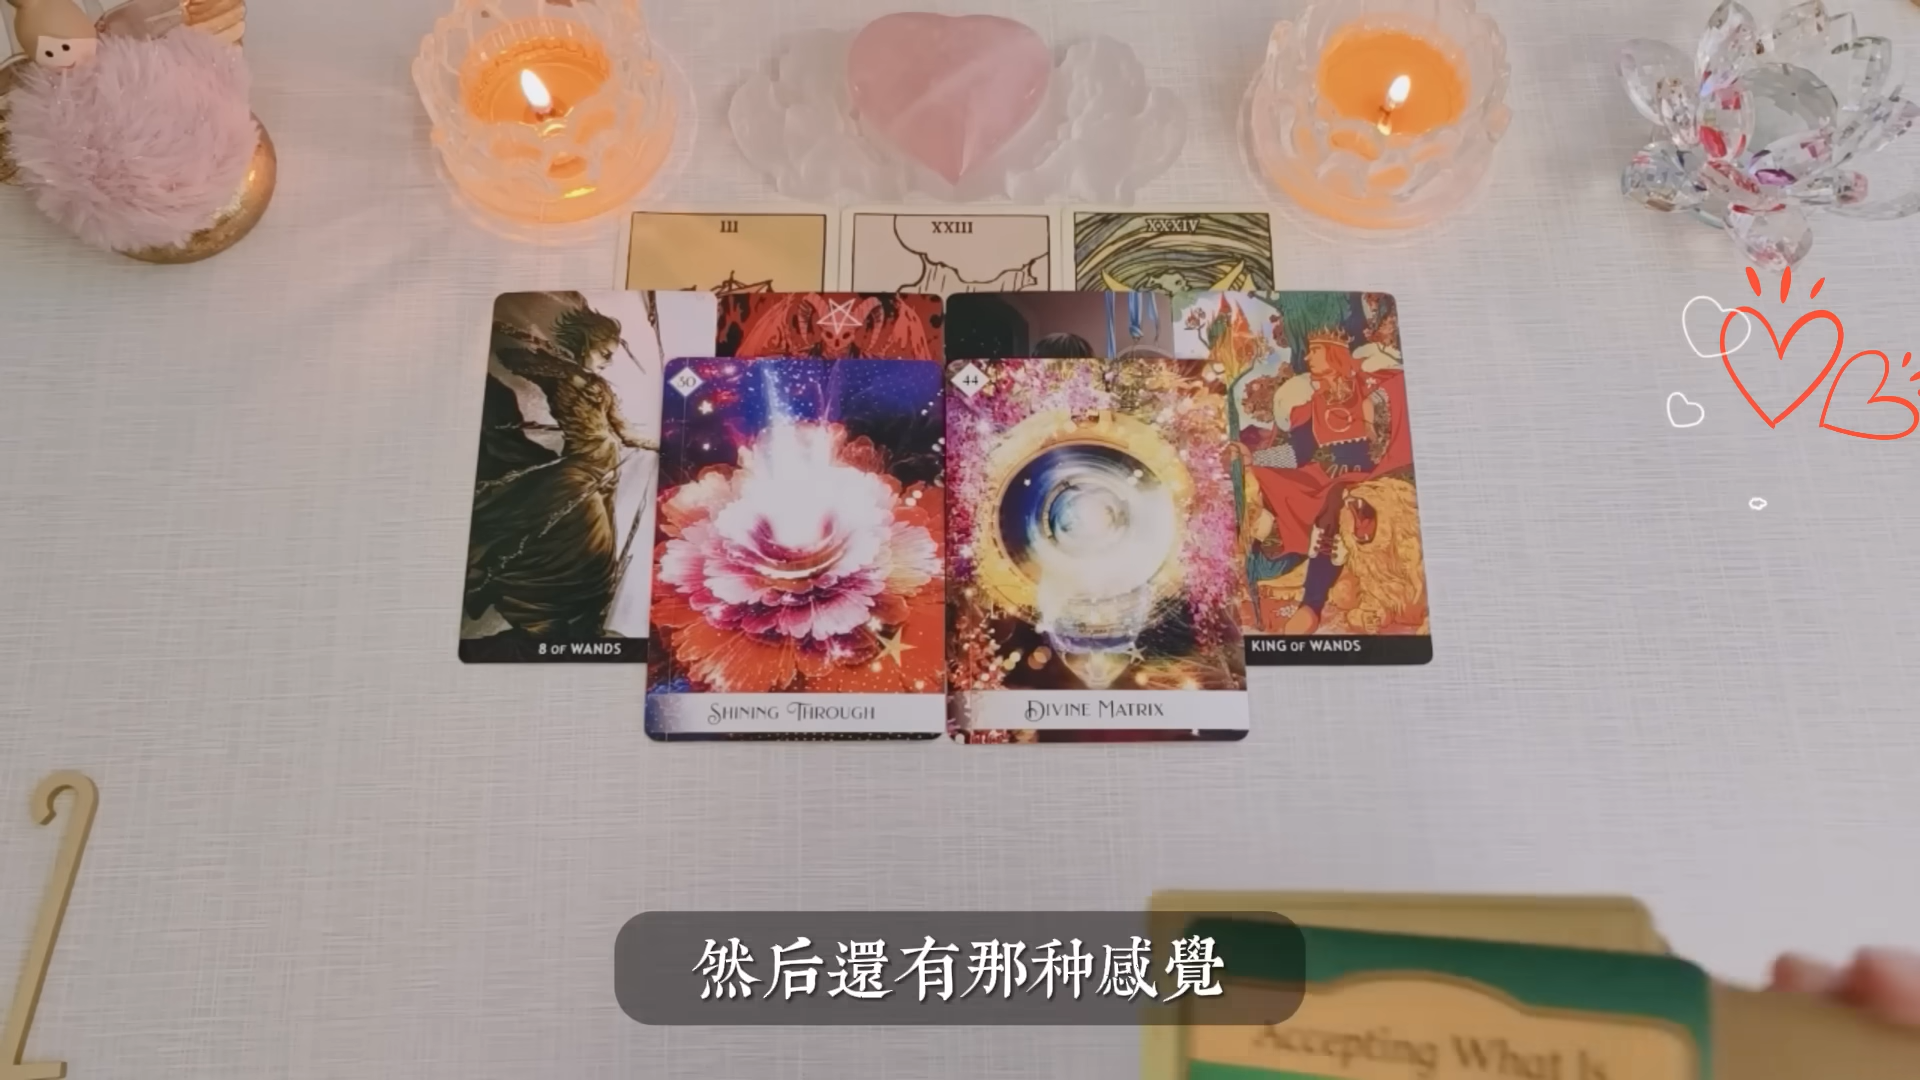 III
XXIII
XXXIV
50
44
8 OF WANDS
KING OF WANDS
SHINING THROUGH
DIVINE MATRIX
然后還有那种感覺
Accepting What Is